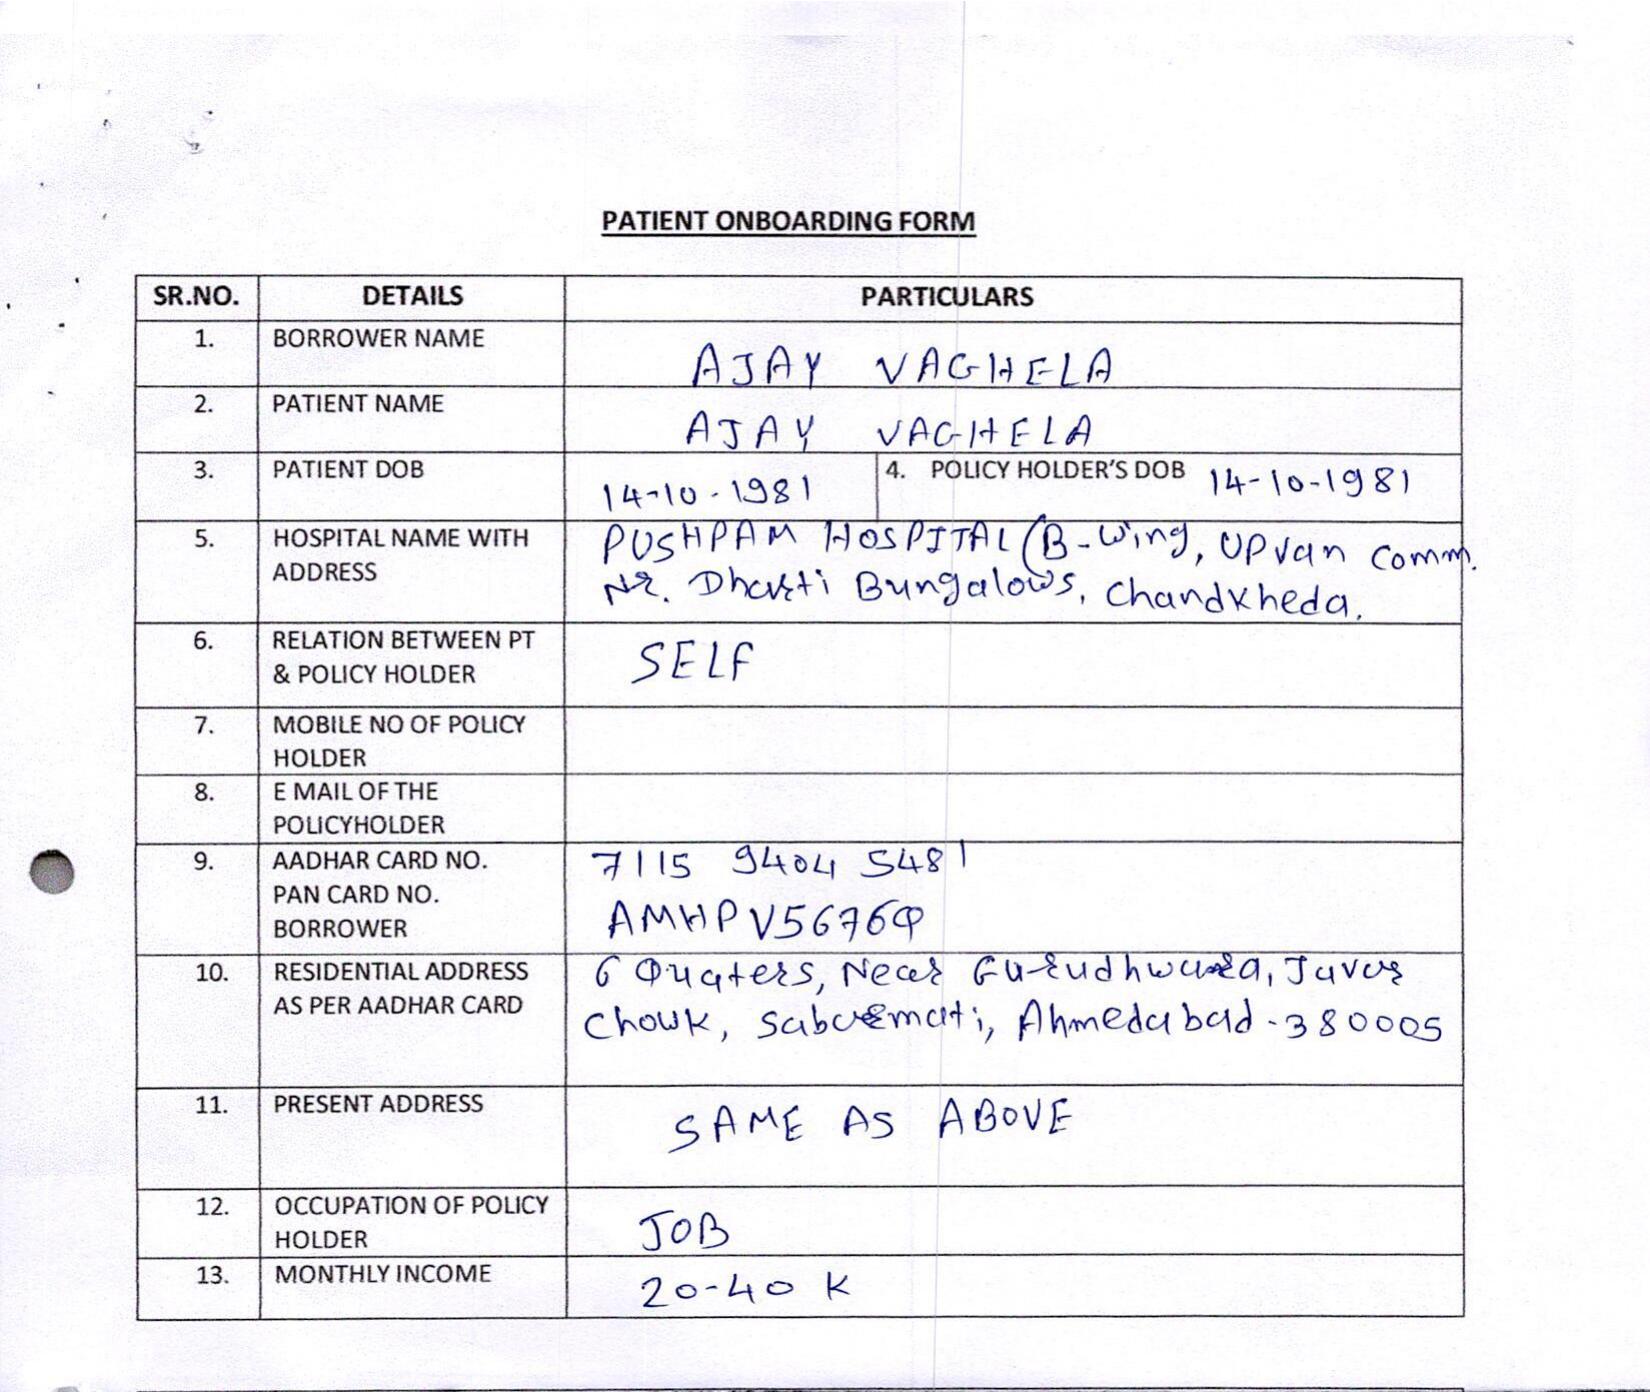 PATIENT ONBOARDING FORM
SR.NO. DETAILS PARTICULARS
1. BORROWER NAME AJAY VAGHELA
2. PATIENT NAME AJAY VAGHELA
3. PATIENT DOB 14-10-1981 4. POLICY HOLDER'S DOB 14-10-1981
5. HOSPITAL NAME WITH PUSHPAM HOSPITAL (B-Wing, UPvan Comm.
ADDRESS Nr. Dharti Bungalows, Chandkheda.
6. RELATION BETWEEN PT SELF
& POLICY HOLDER
7. MOBILE NO OF POLICY
HOLDER
8. E MAIL OF THE
POLICYHOLDER
9. AADHAR CARD NO. 7115 9404 5481
PAN CARD NO. AMHPV5676Q
BORROWER
10. RESIDENTIAL ADDRESS 6 Quaters, Near Gurudhwara, Javar
AS PER AADHAR CARD Chowk, Sabarmati, Ahmedabad-380005
11. PRESENT ADDRESS SAME AS ABOVE
12. OCCUPATION OF POLICY JOB
HOLDER
13. MONTHLY INCOME 20-40 K